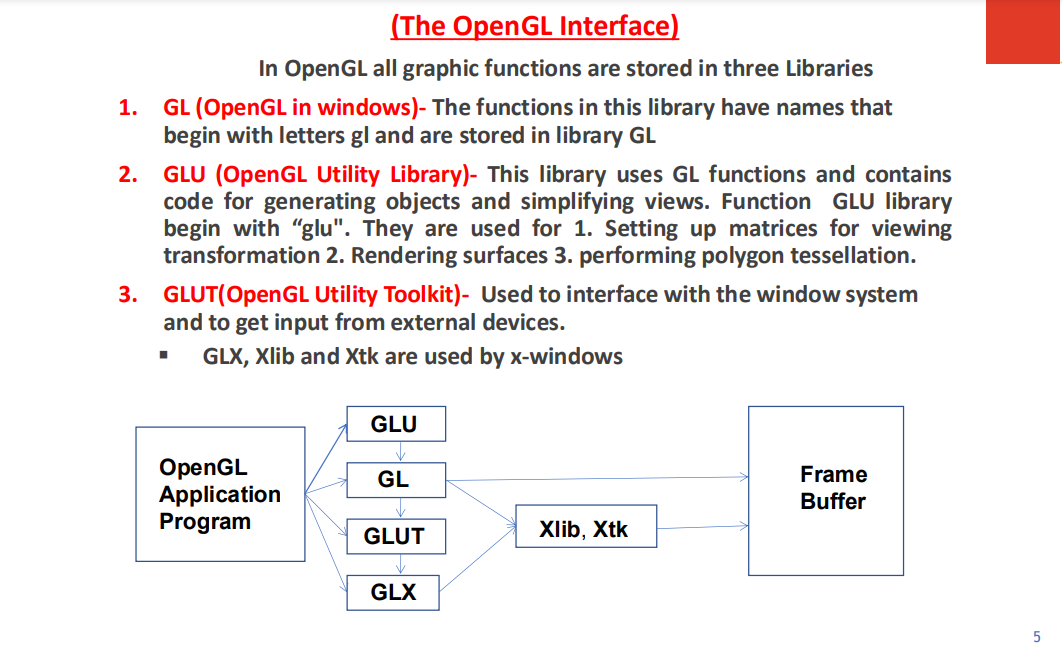 (The OpenGL Interface)
In OpenGL all graphic functions are stored in three Libraries
1. GL (OpenGL in windows)- The functions in this library have names that
begin with letters gl and are stored in library GL
2. GLU (OpenGL Utility Library)- This library uses GL functions and contains
code for generating objects and simplifying views. Function GLU library
begin with “glu". They are used for 1. Setting up matrices for viewing
transformation 2. Rendering surfaces 3. performing polygon tessellation.
3. GLUT(OpenGL Utility Toolkit)- Used to interface with the window system
and to get input from external devices.
▪ GLX, Xlib and Xtk are used by x-windows
OpenGL
Application
Program
GLU
GL
GLUT
GLX
Xlib, Xtk
Frame
Buffer
5